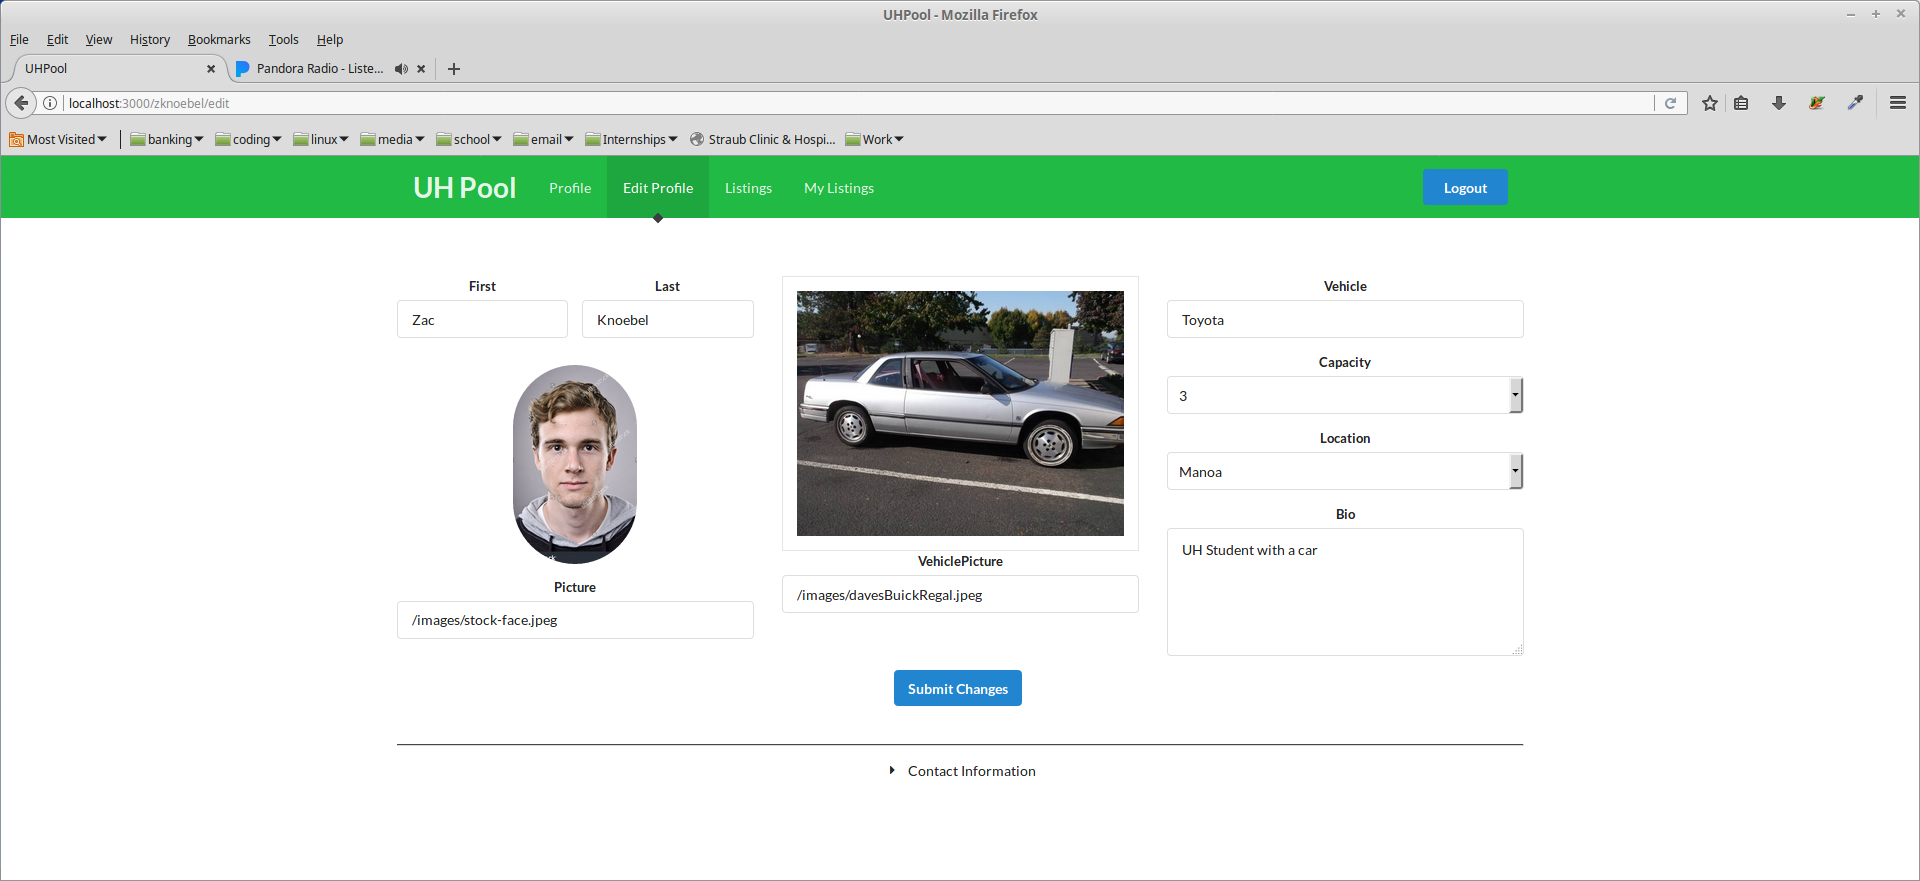 UHPool - Mozilla Firefox
File Edit View History Bookmarks Tools Help
UHPool Pandora Radio - Liste...
localhost:3000/zknoebel/edit
Most Visited banking coding linux media school email Internships Straub Clinic & Hospi... Work
UH Pool Profile Edit Profile Listings My Listings Logout
First Last
Zac Knoebel
Picture
/images/stock-face.jpeg
VehiclePicture
/images/davesBuickRegal.jpeg
Vehicle
Toyota
Capacity
3
Location
Manoa
Bio
UH Student with a car
Submit Changes
Contact Information